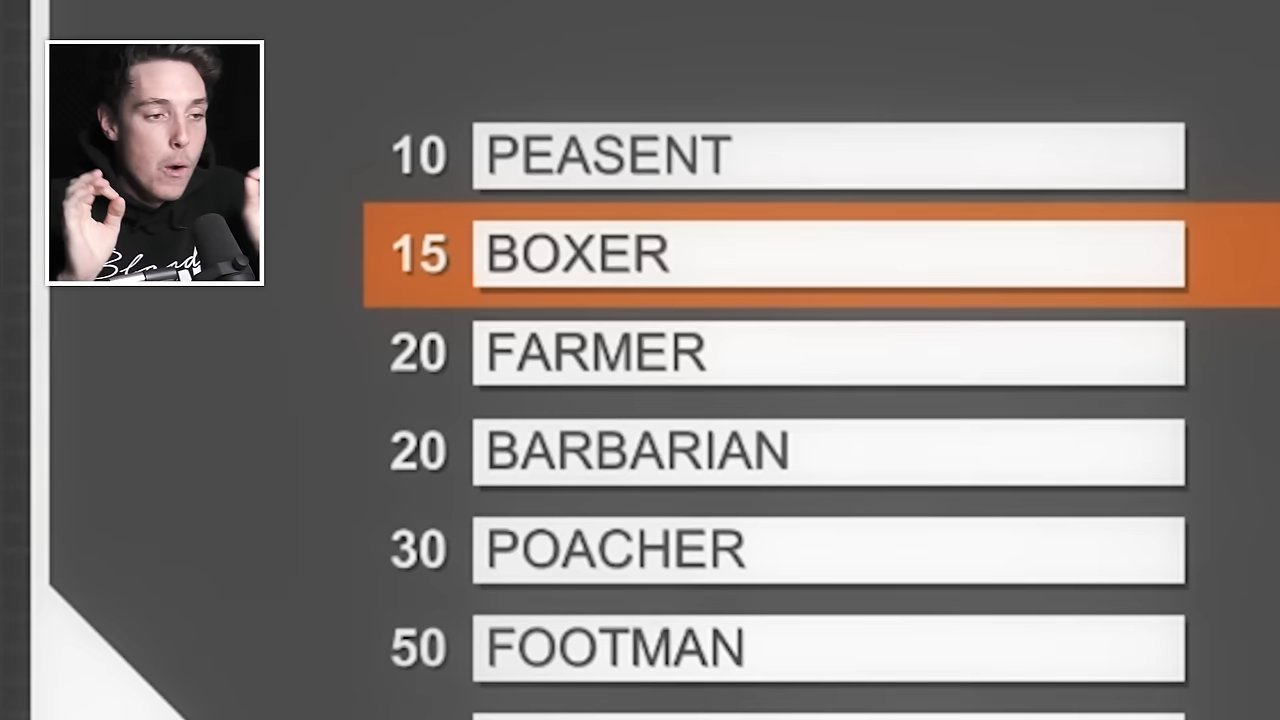 10 PEASENT
15 BOXER
20 FARMER
20 BARBARIAN
30 POACHER
50 FOOTMAN